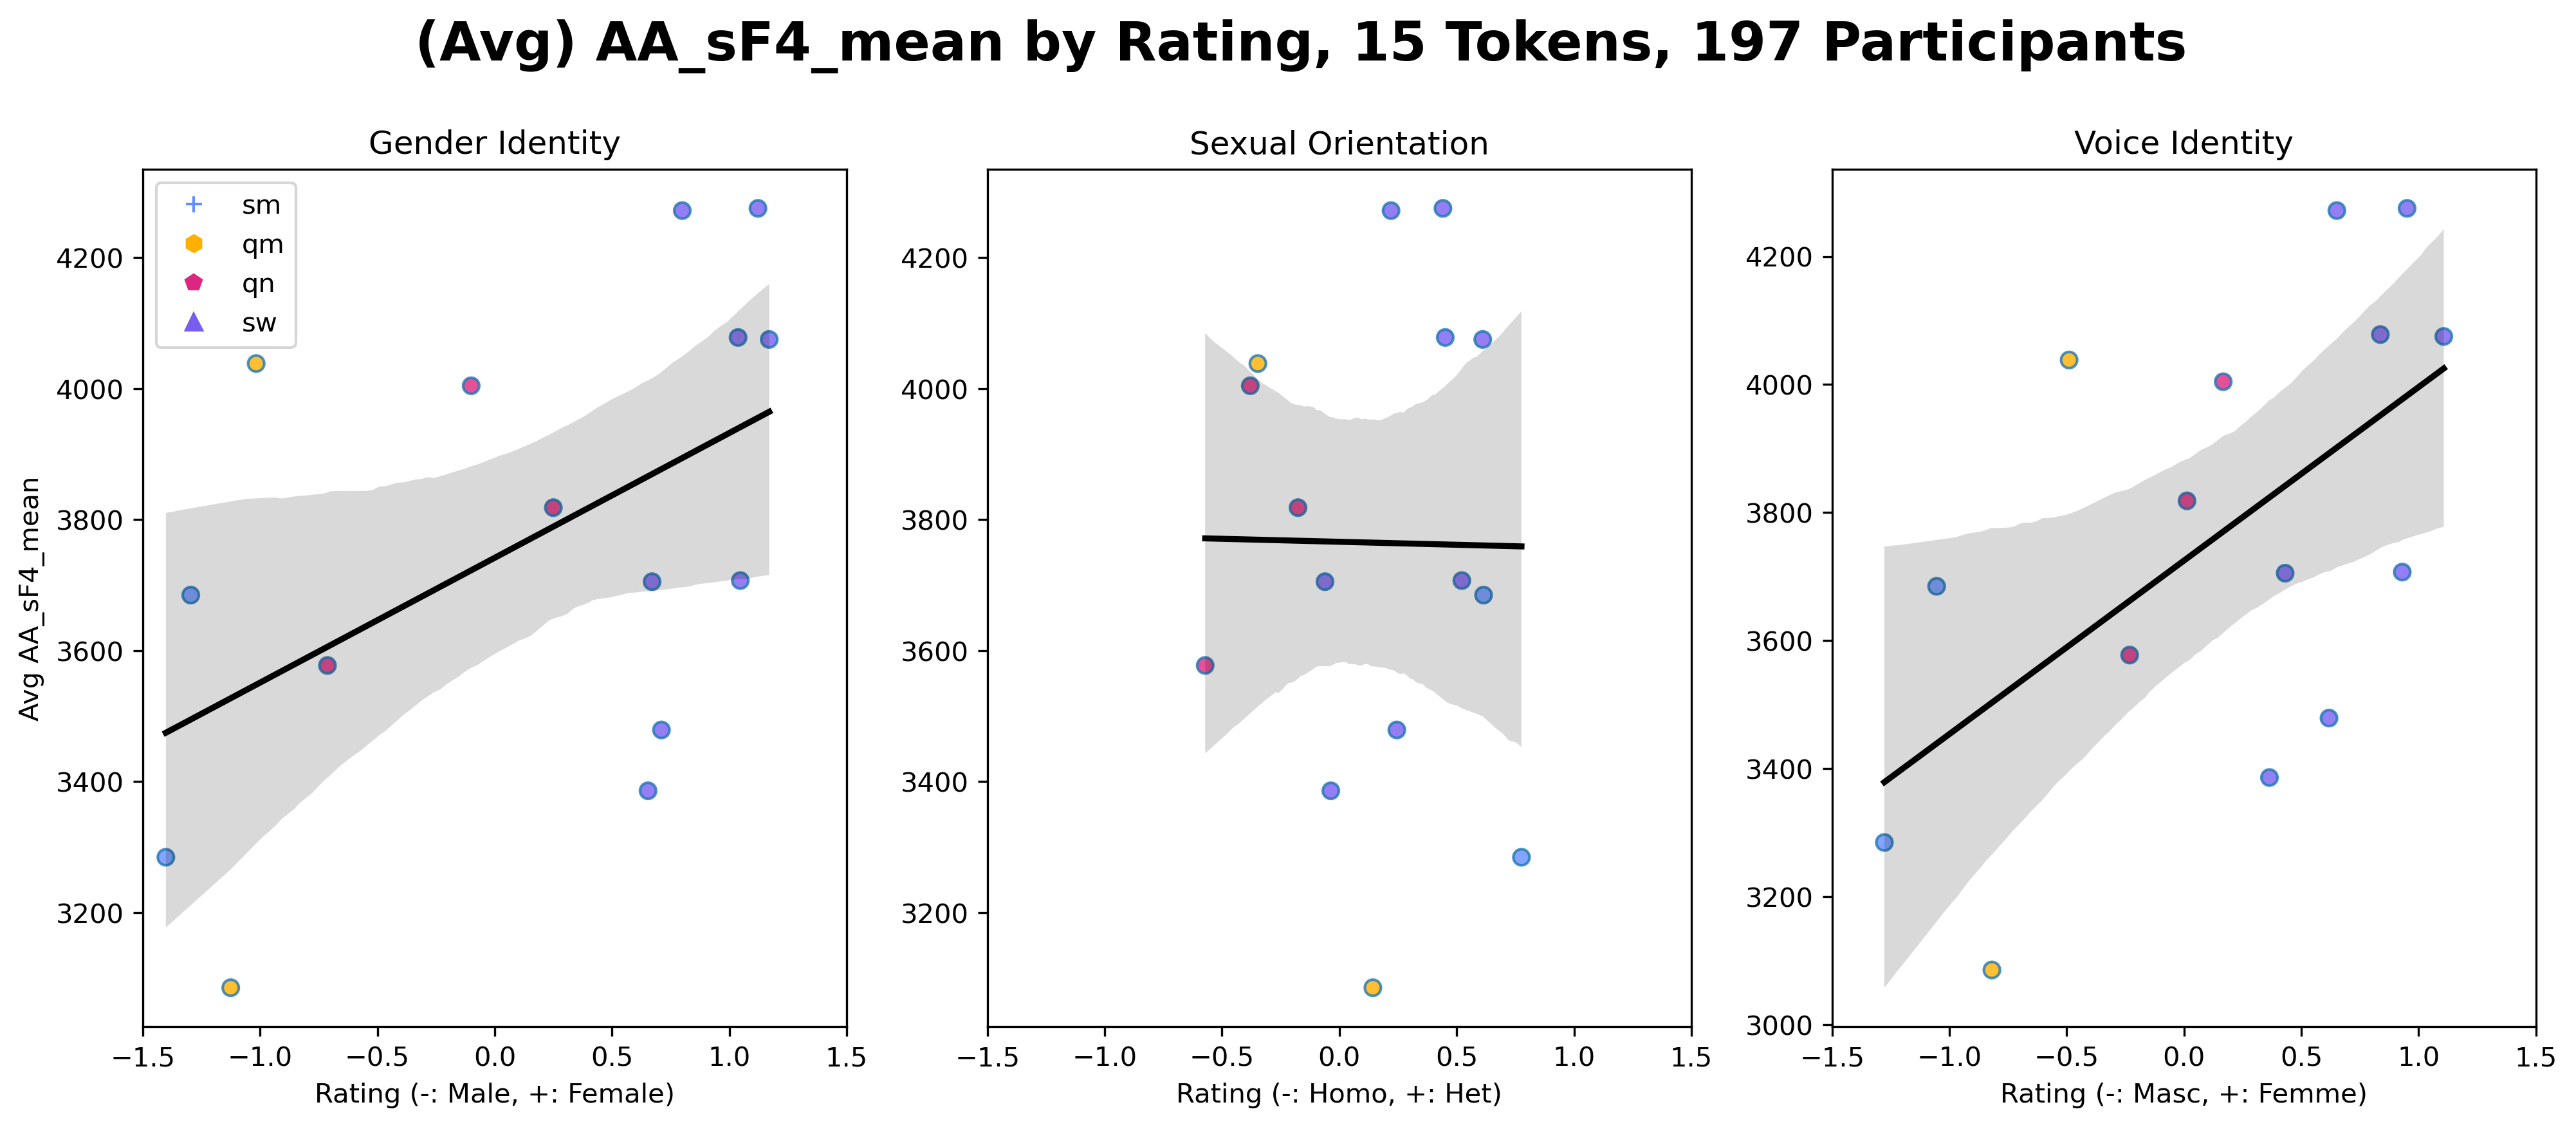 (Avg) AA_sF4_mean by Rating, 15 Tokens, 197 Participants
Gender Identity
sm
qm
qn
sw
Avg AA_sF4_mean
4200
4000
3800
3600
3400
3200
−1.5 −1.0 −0.5 0.0 0.5 1.0 1.5
Rating (-: Male, +: Female)
Sexual Orientation
4200
4000
3800
3600
3400
3200
−1.5 −1.0 −0.5 0.0 0.5 1.0 1.5
Rating (-: Homo, +: Het)
Voice Identity
4200
4000
3800
3600
3400
3200
3000
−1.5 −1.0 −0.5 0.0 0.5 1.0 1.5
Rating (-: Masc, +: Femme)